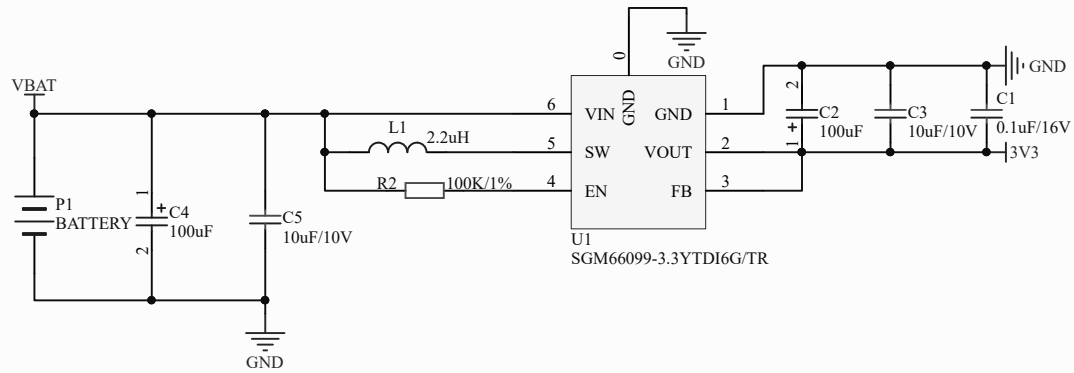 0
GND
VBAT
6
VIN
GND
GND
1
2
C2
100uF
1
+
C3
10uF/10V
C1
0.1uF/16V
GND
L1
2.2uH
5
SW
VOUT
2
3V3
R2
100K/1%
4
EN
FB
3
P1
BATTERY
1
+
C4
100uF
2
C5
10uF/10V
U1
SGM66099-3.3YTDI6G/TR
GND